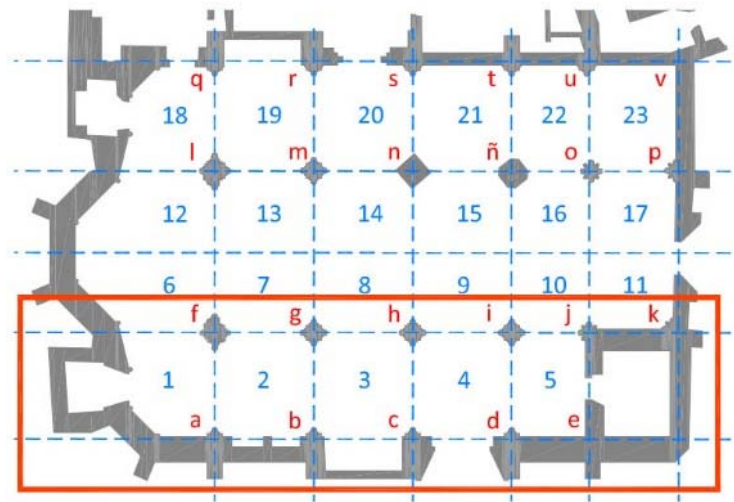 q r s t u v
18 19 20 21 22 23
l m n ñ o p
12 13 14 15 16 17
6 7 8 9 10 11
f g h i j k
1 2 3 4 5
a b c d e